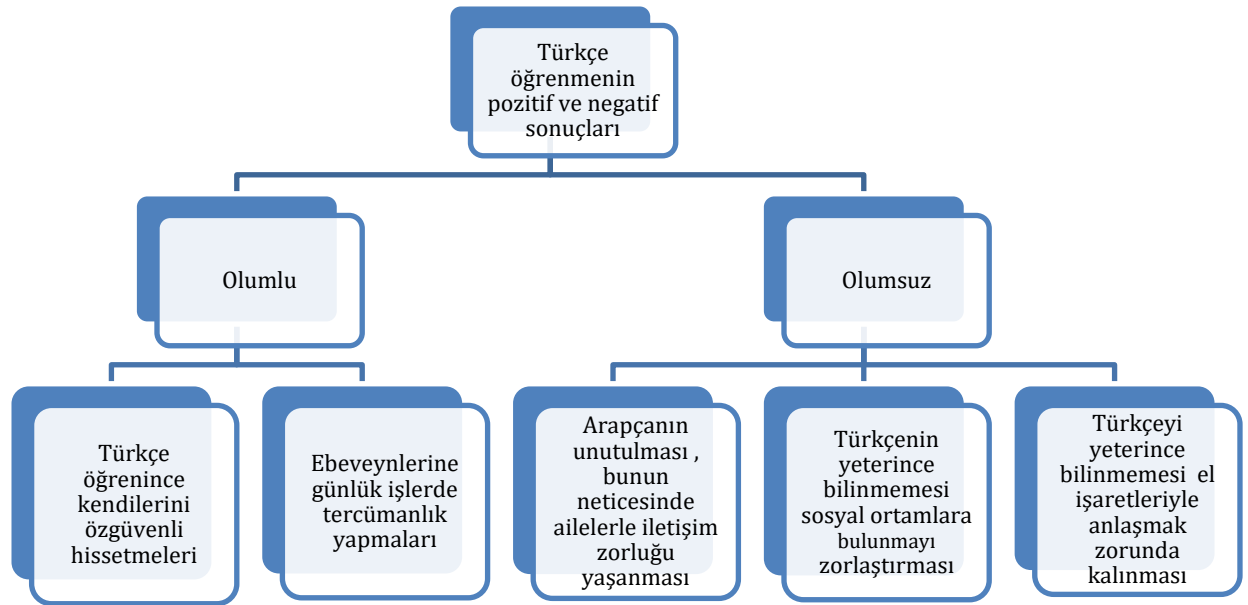 Türkçe
öğrenmenin
pozitif ve negatif
sonuçları
Olumlu
Olumsuz
Türkçe
öğrenince
kendilerini
özgüvenli
hissetmeleri
Ebeveynlerine
günlük işlerde
tercümanlık
yapmaları
Arapçanın
unutulması ,
bunun
neticesinde
ailelerle iletişim
zorluğu
yaşanması
Türkçenin
yeterince
bilinmemesi
sosyal ortamlara
bulunmayı
zorlaştırması
Türkçeyi
yeterince
bilinmemesi el
işaretleriyle
anlaşmak
zorunda
kalınması